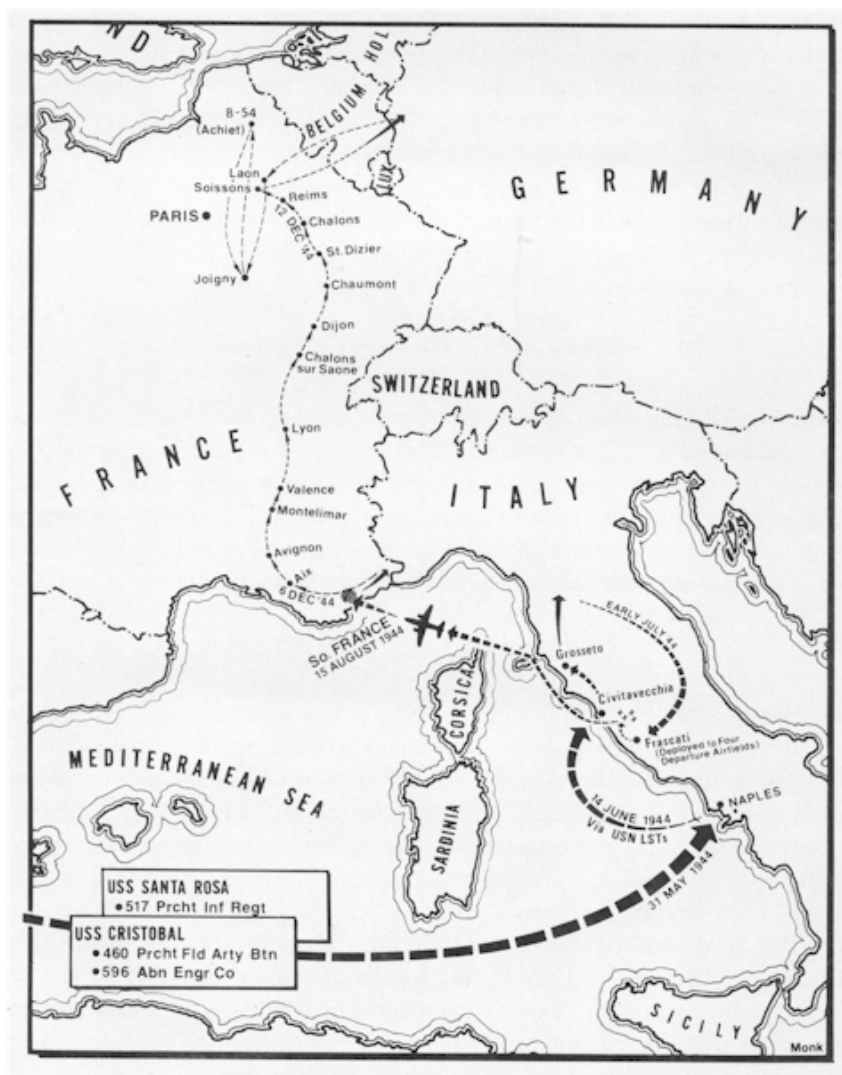 ND
HOL
BELGIUM
B-54
(Achiet)
LUX
GERMANY
Laon
Soissons
Reims
12 DEC '44
Chalons
PARIS
St. Dizier
Joigny
Chaumont
Dijon
Chalons
sur Saone
SWITZERLAND
Lyon
FRANCE
ITALY
Valence
Montelimar
Avignon
Aix
6 DEC '44
So. FRANCE
15 AUGUST 1944
EARLY JULY 44
Grosseto
CORSICA
Civitavecchia
Frascati
(Deployed to Four
Departure Airfields)
MEDITERRANEAN SEA
SARDINIA
14 JUNE 1944
Via USN LSTs
NAPLES
31 MAY 1944
USS SANTA ROSA
• 517 Prcht Inf Regt
USS CRISTOBAL
• 460 Prcht Fld Arty Btn
• 596 Abn Engr Co
SICILY
Monk